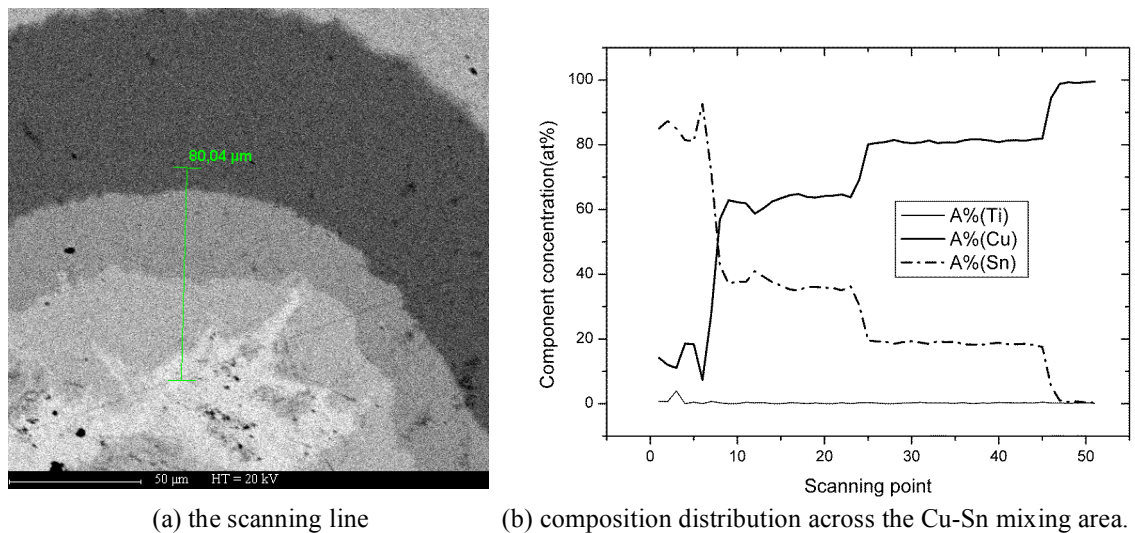 80,04 µm
50 µm HT = 20 kV
Component concentration(at%)
100
80
60
40
20
0
A%(Ti)
A%(Cu)
A%(Sn)
0 10 20 30 40 50
Scanning point
(a) the scanning line
(b) composition distribution across the Cu-Sn mixing area.